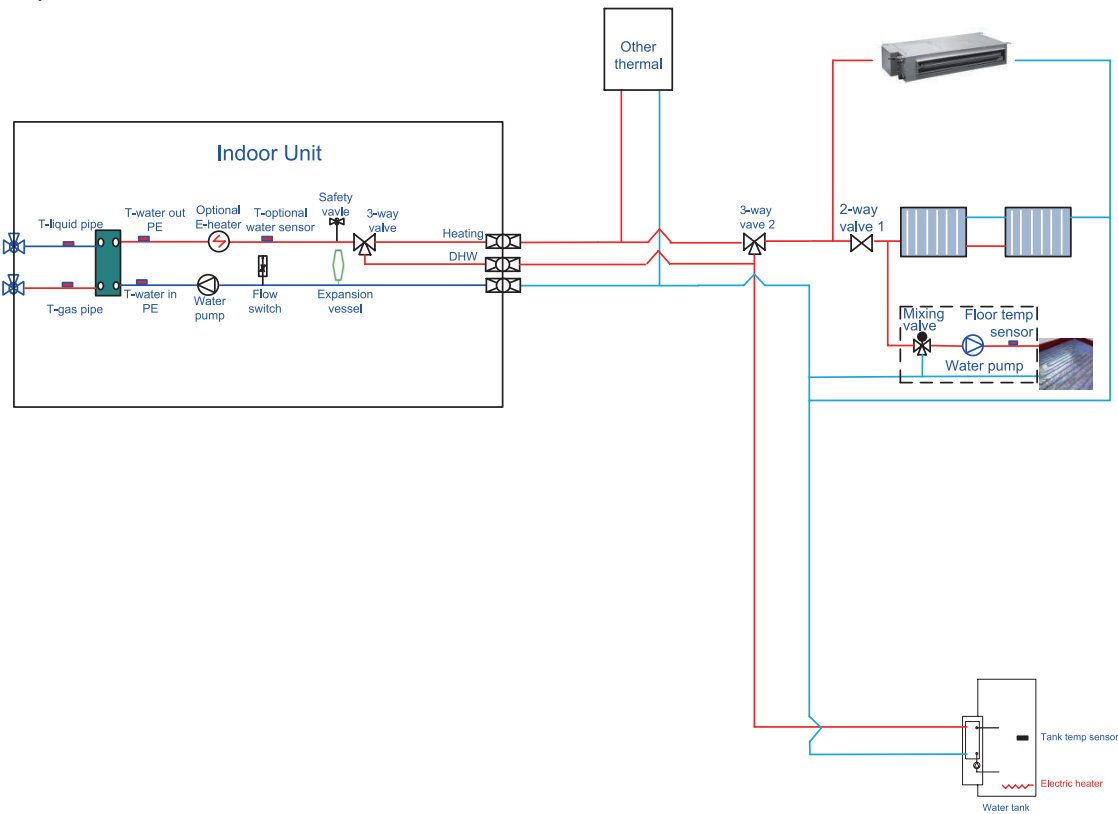 Other
thermal
Indoor Unit
T-liquid pipe
T-water out
PE
Optional
E-heater
T-optional
water sensor
Safety
vavle
3-way
valve
Heating
DHW
T-gas pipe
T-water in
PE
Water
pump
Flow
switch
Expansion
vessel
3-way
vave 2
2-way
valve 1
Mixing
valve
Floor temp
sensor
Water pump
Tank temp sensor
Electric heater
Water tank